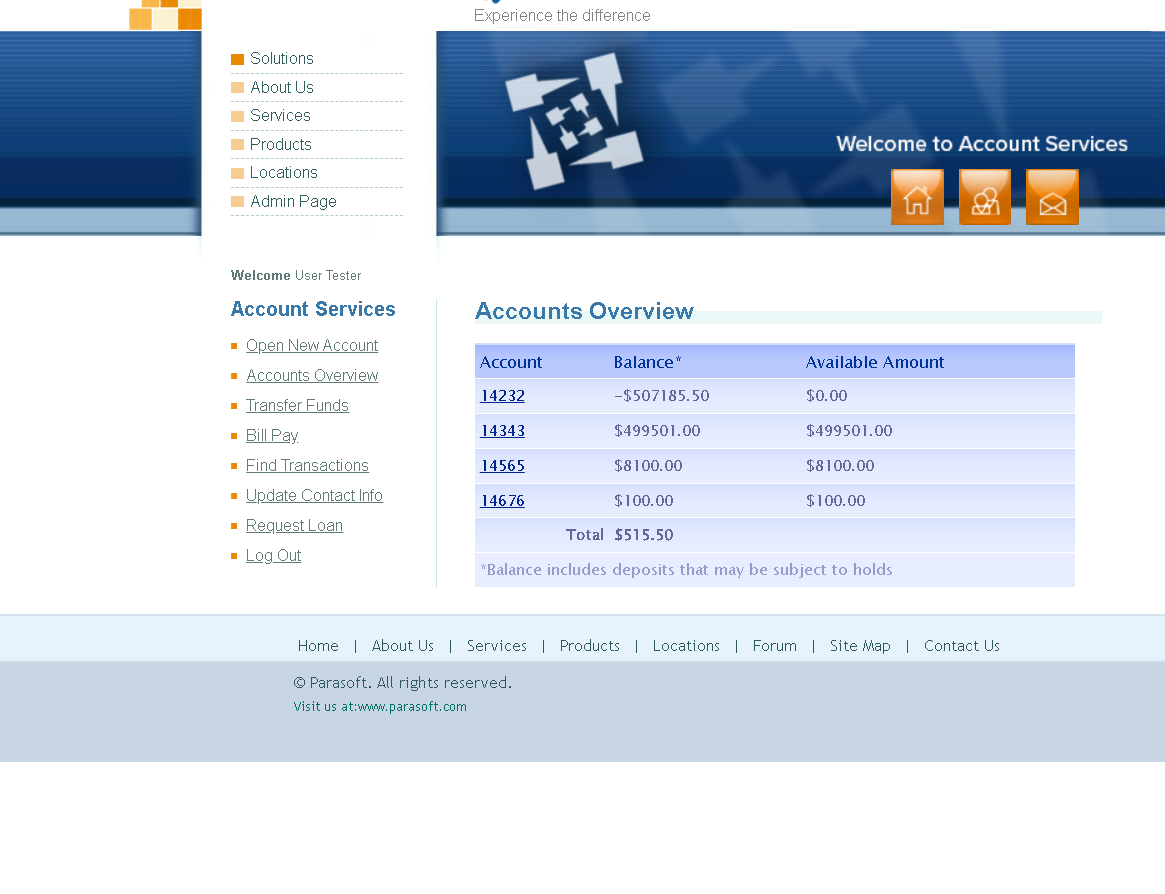 Experience the difference
Solutions
About Us
Services
Products
Locations
Admin Page
Welcome to Account Services
Welcome User Tester
Account Services
Open New Account
Accounts Overview
Transfer Funds
Bill Pay
Find Transactions
Update Contact Info
Request Loan
Log Out
Accounts Overview
Account Balance* Available Amount
14232 -$507185.50 $0.00
14343 $499501.00 $499501.00
14565 $8100.00 $8100.00
14676 $100.00 $100.00
Total $515.50
*Balance includes deposits that may be subject to holds
Home | About Us | Services | Products | Locations | Forum | Site Map | Contact Us
© Parasoft. All rights reserved.
Visit us at:www.parasoft.com